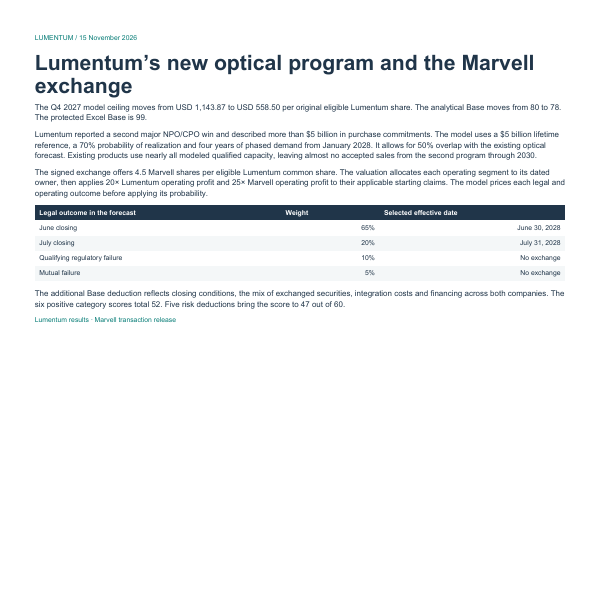 LUMENTUM / 15 November 2026
Lumentum’s new optical program and the Marvell
exchange
The Q4 2027 model ceiling moves from USD 1,143.87 to USD 558.50 per original eligible Lumentum share. The analytical Base moves from 80 to 78.
The protected Excel Base is 99.
Lumentum reported a second major NPO/CPO win and described more than $5 billion in purchase commitments. The model uses a $5 billion lifetime
reference, a 70% probability of realization and four years of phased demand from January 2028. It allows for 50% overlap with the existing optical
forecast. Existing products use nearly all modeled qualified capacity, leaving almost no accepted sales from the second program through 2030.
The signed exchange offers 4.5 Marvell shares per eligible Lumentum common share. The valuation allocates each operating segment to its dated
owner, then applies 20× Lumentum operating profit and 25× Marvell operating profit to their applicable starting claims. The model prices each legal and
operating outcome before applying its probability.
Legal outcome in the forecast Weight Selected effective date
June closing 65% June 30, 2028
July closing 20% July 31, 2028
Qualifying regulatory failure 10% No exchange
Mutual failure 5% No exchange
The additional Base deduction reflects closing conditions, the mix of exchanged securities, integration costs and financing across both companies. The
six positive category scores total 52. Five risk deductions bring the score to 47 out of 60.
Lumentum results · Marvell transaction release